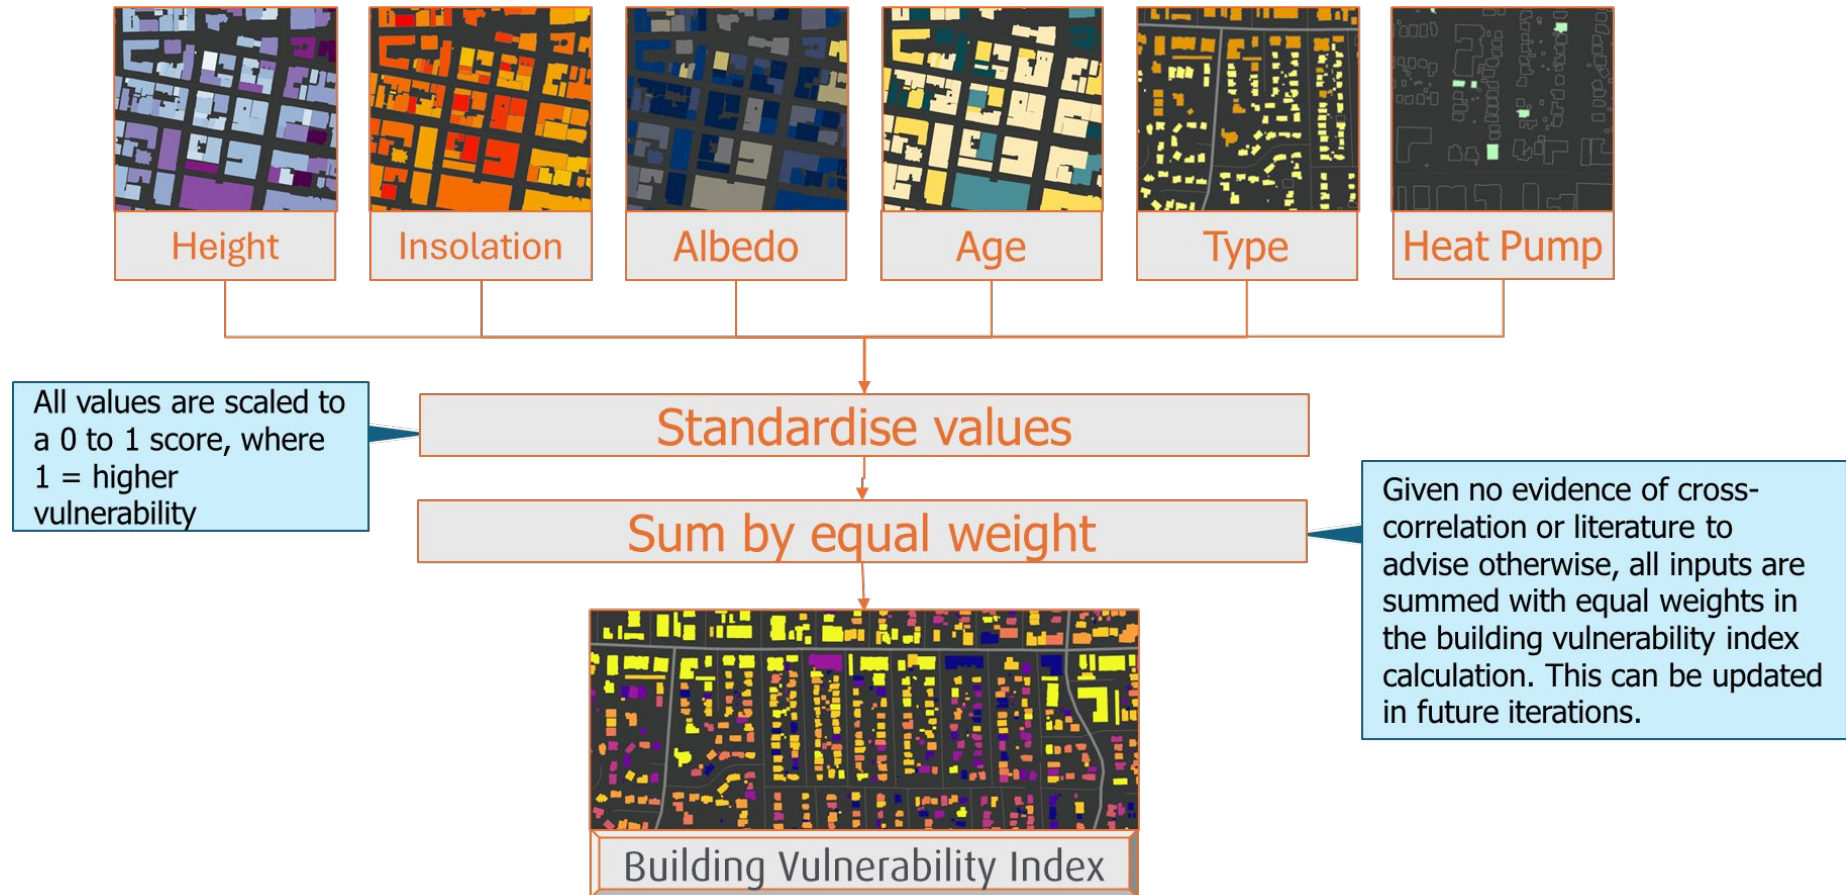 Height
Insolation
Albedo
Age
Type
Heat Pump
All values are scaled to
a 0 to 1 score, where
1 = higher
vulnerability
Standardise values
Sum by equal weight
Given no evidence of cross-
correlation or literature to
advise otherwise, all inputs are
summed with equal weights in
the building vulnerability index
calculation. This can be updated
in future iterations.
Building Vulnerability Index